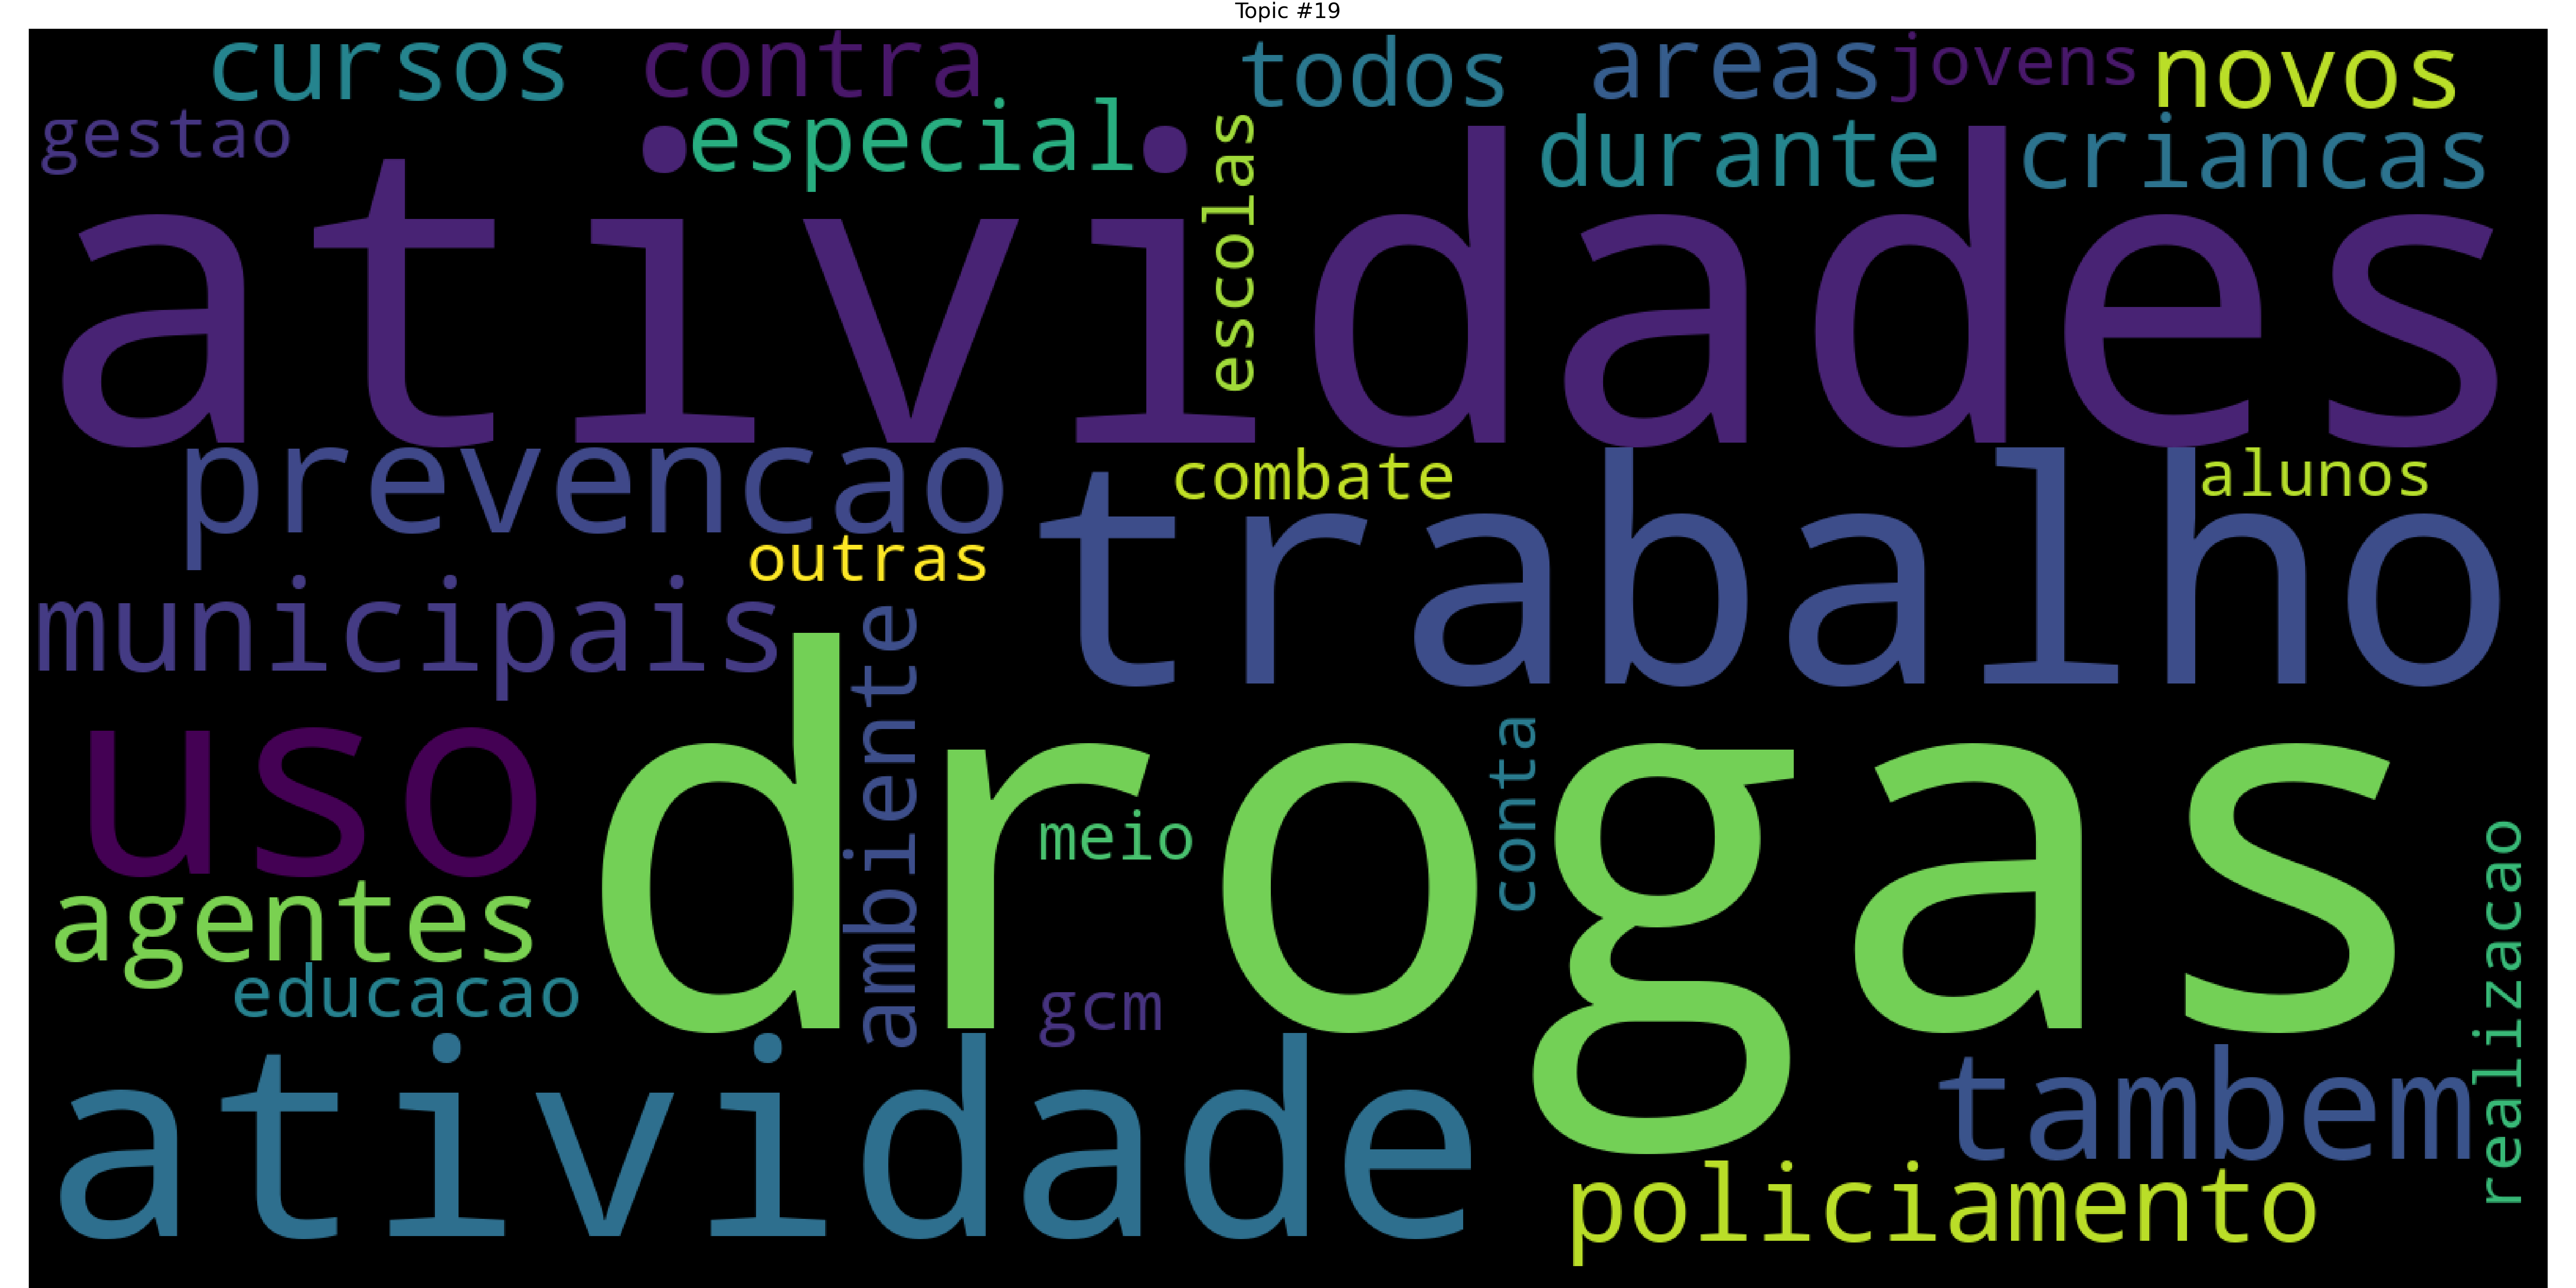 Topic #19
cursos
contra
todos
areas
jovens
novos
gestao
especial
escolas
durante
criancas
atividades
prevencao
combate
alunos
outras
trabalho
municipais
ambiente
uso
drogas
conta
meio
agentes
educacao
gcm
realizacao
atividade
tambem
policiamento